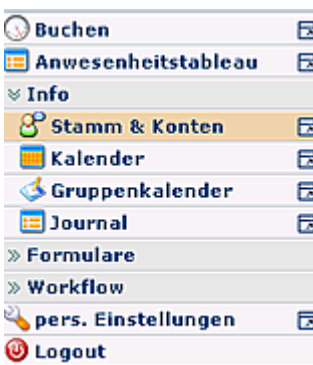 Buchen
Anwesenheitstableau
Info
Stamm & Konten
Kalender
Gruppenkalender
Journal
Formulare
Workflow
pers. Einstellungen
Logout